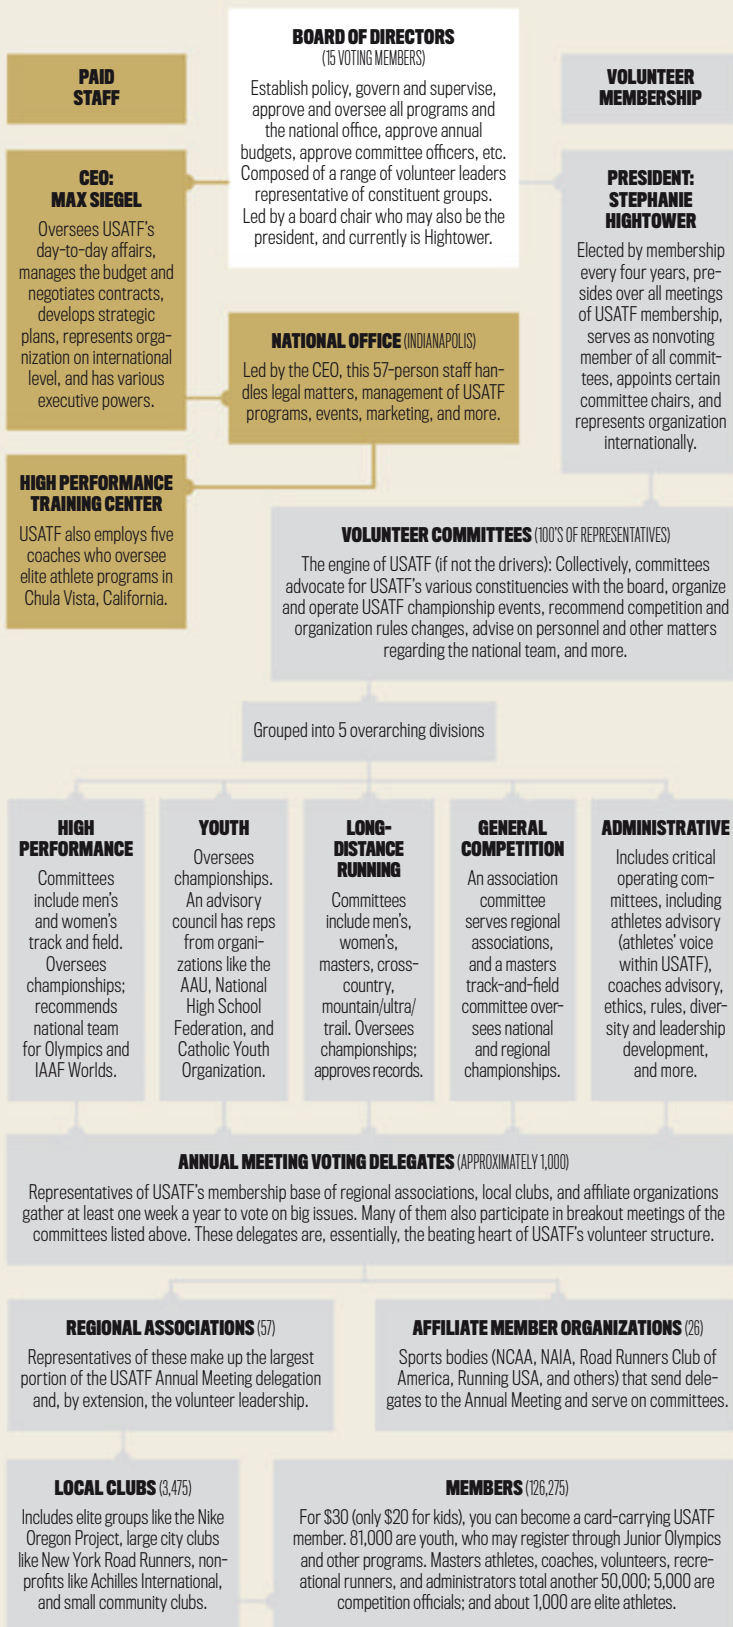 BOARD OF DIRECTORS
(15 VOTING MEMBERS)
Establish policy, govern and supervise,
approve and oversee all programs and
the national office, approve annual
budgets, approve committee officers, etc.
Composed of a range of volunteer leaders
representative of constituent groups.
Led by a board chair who may also be the
president, and currently is Hightower.
PAID
STAFF
VOLUNTEER
MEMBERSHIP
CEO:
MAX SIEGEL
Oversees USATF's
day-to-day affairs,
manages the budget and
negotiates contracts,
develops strategic
plans, represents orga-
nization on international
level, and has various
executive powers.
PRESIDENT:
STEPHANIE
HIGHTOWER
Elected by membership
every four years, pre-
sides over all meetings
of USATF membership,
serves as nonvoting
member of all commit-
tees, appoints certain
committee chairs, and
represents organization
internationally.
NATIONAL OFFICE (INDIANAPOLIS)
Led by the CEO, this 57-person staff han-
dles legal matters, management of USATF
programs, events, marketing, and more.
HIGH PERFORMANCE
TRAINING CENTER
USATF also employs five
coaches who oversee
elite athlete programs in
Chula Vista, California.
VOLUNTEER COMMITTEES (100'S OF REPRESENTATIVES)
The engine of USATF (if not the drivers): Collectively, committees
advocate for USATF's various constituencies with the board, organize
and operate USATF championship events, recommend competition and
organization rules changes, advise on personnel and other matters
regarding the national team, and more.
Grouped into 5 overarching divisions
HIGH
PERFORMANCE
Committees
include men's
and women's
track and field.
Oversees
championships;
recommends
national team
for Olympics and
IAAF Worlds.
YOUTH
Oversees
championships.
An advisory
council has reps
from organi-
zations like the
AAU, National
High School
Federation, and
Catholic Youth
Organization.
LONG-
DISTANCE
RUNNING
Committees
include men's,
women's,
masters, cross-
country,
mountain/ultra/
trail. Oversees
championships;
approves records.
GENERAL
COMPETITION
An association
committee
serves regional
associations,
and a masters
track-and-field
committee over-
sees national
and regional
championships.
ADMINISTRATIVE
Includes critical
operating com-
mittees, including
athletes advisory
(athletes' voice
within USATF),
coaches advisory,
ethics, rules, diver-
sity and leadership
development,
and more.
ANNUAL MEETING VOTING DELEGATES (APPROXIMATELY 1,000)
Representatives of USATF's membership base of regional associations, local clubs, and affiliate organizations
gather at least one week a year to vote on big issues. Many of them also participate in breakout meetings of the
committees listed above. These delegates are, essentially, the beating heart of USATF's volunteer structure.
REGIONAL ASSOCIATIONS (57)
Representatives of these make up the largest
portion of the USATF Annual Meeting delegation
and, by extension, the volunteer leadership.
AFFILIATE MEMBER ORGANIZATIONS (26)
Sports bodies (NCAA, NAIA, Road Runners Club of
America, Running USA, and others) that send dele-
gates to the Annual Meeting and serve on committees.
LOCAL CLUBS (3,475)
Includes elite groups like the Nike
Oregon Project, large city clubs
like New York Road Runners, non-
profits like Achilles International,
and small community clubs.
MEMBERS (126,275)
For $30 (only $20 for kids), you can become a card-carrying USATF
member. 81,000 are youth, who may register through Junior Olympics
and other programs. Masters athletes, coaches, volunteers, recre-
ational runners, and administrators total another 50,000; 5,000 are
competition officials; and about 1,000 are elite athletes.